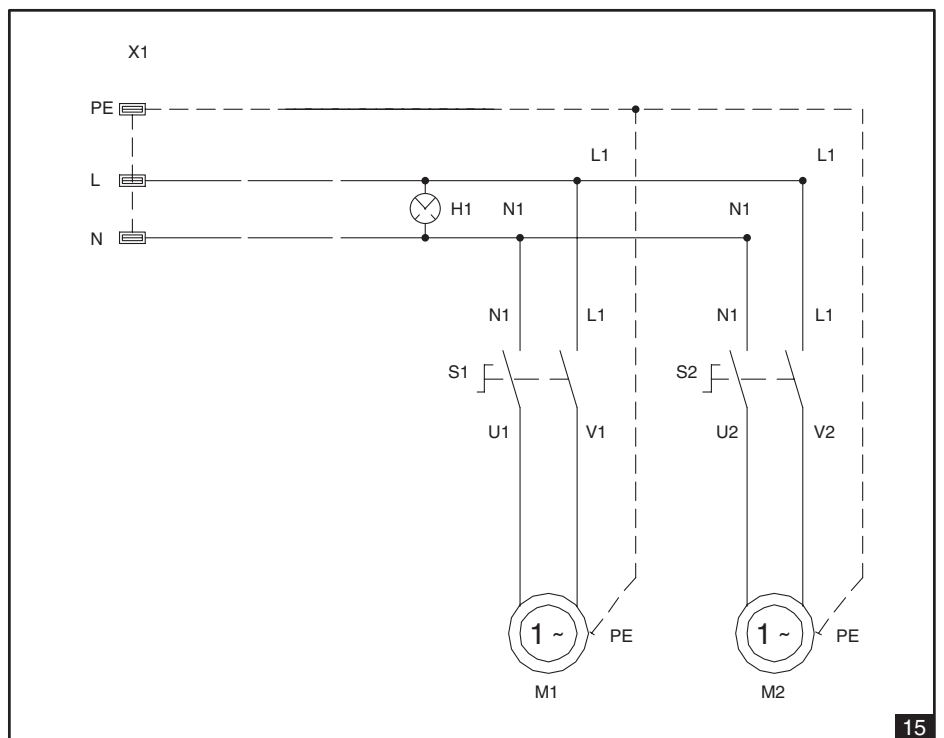 X1
PE
L1 L1
L
H1 N1 N1
N
N1 L1 N1 L1
S1 S2
U1 V1 U2 V2
1 ~ PE 1 ~ PE
M1 M2
15